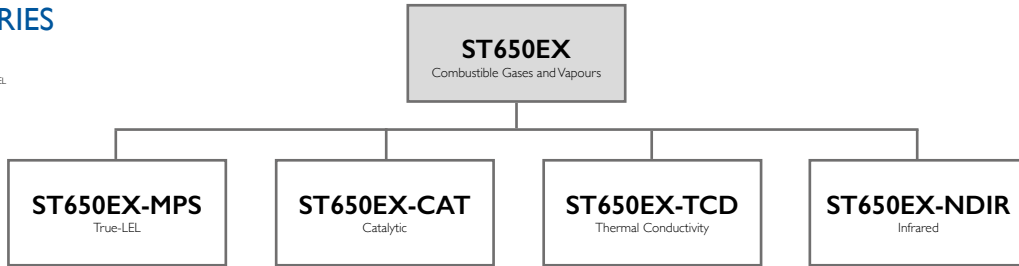 RIES
EL
ST650EX
Combustible Gases and Vapours
ST650EX-MPS
True-LEL
ST650EX-CAT
Catalytic
ST650EX-TCD
Thermal Conductivity
ST650EX-NDIR
Infrared